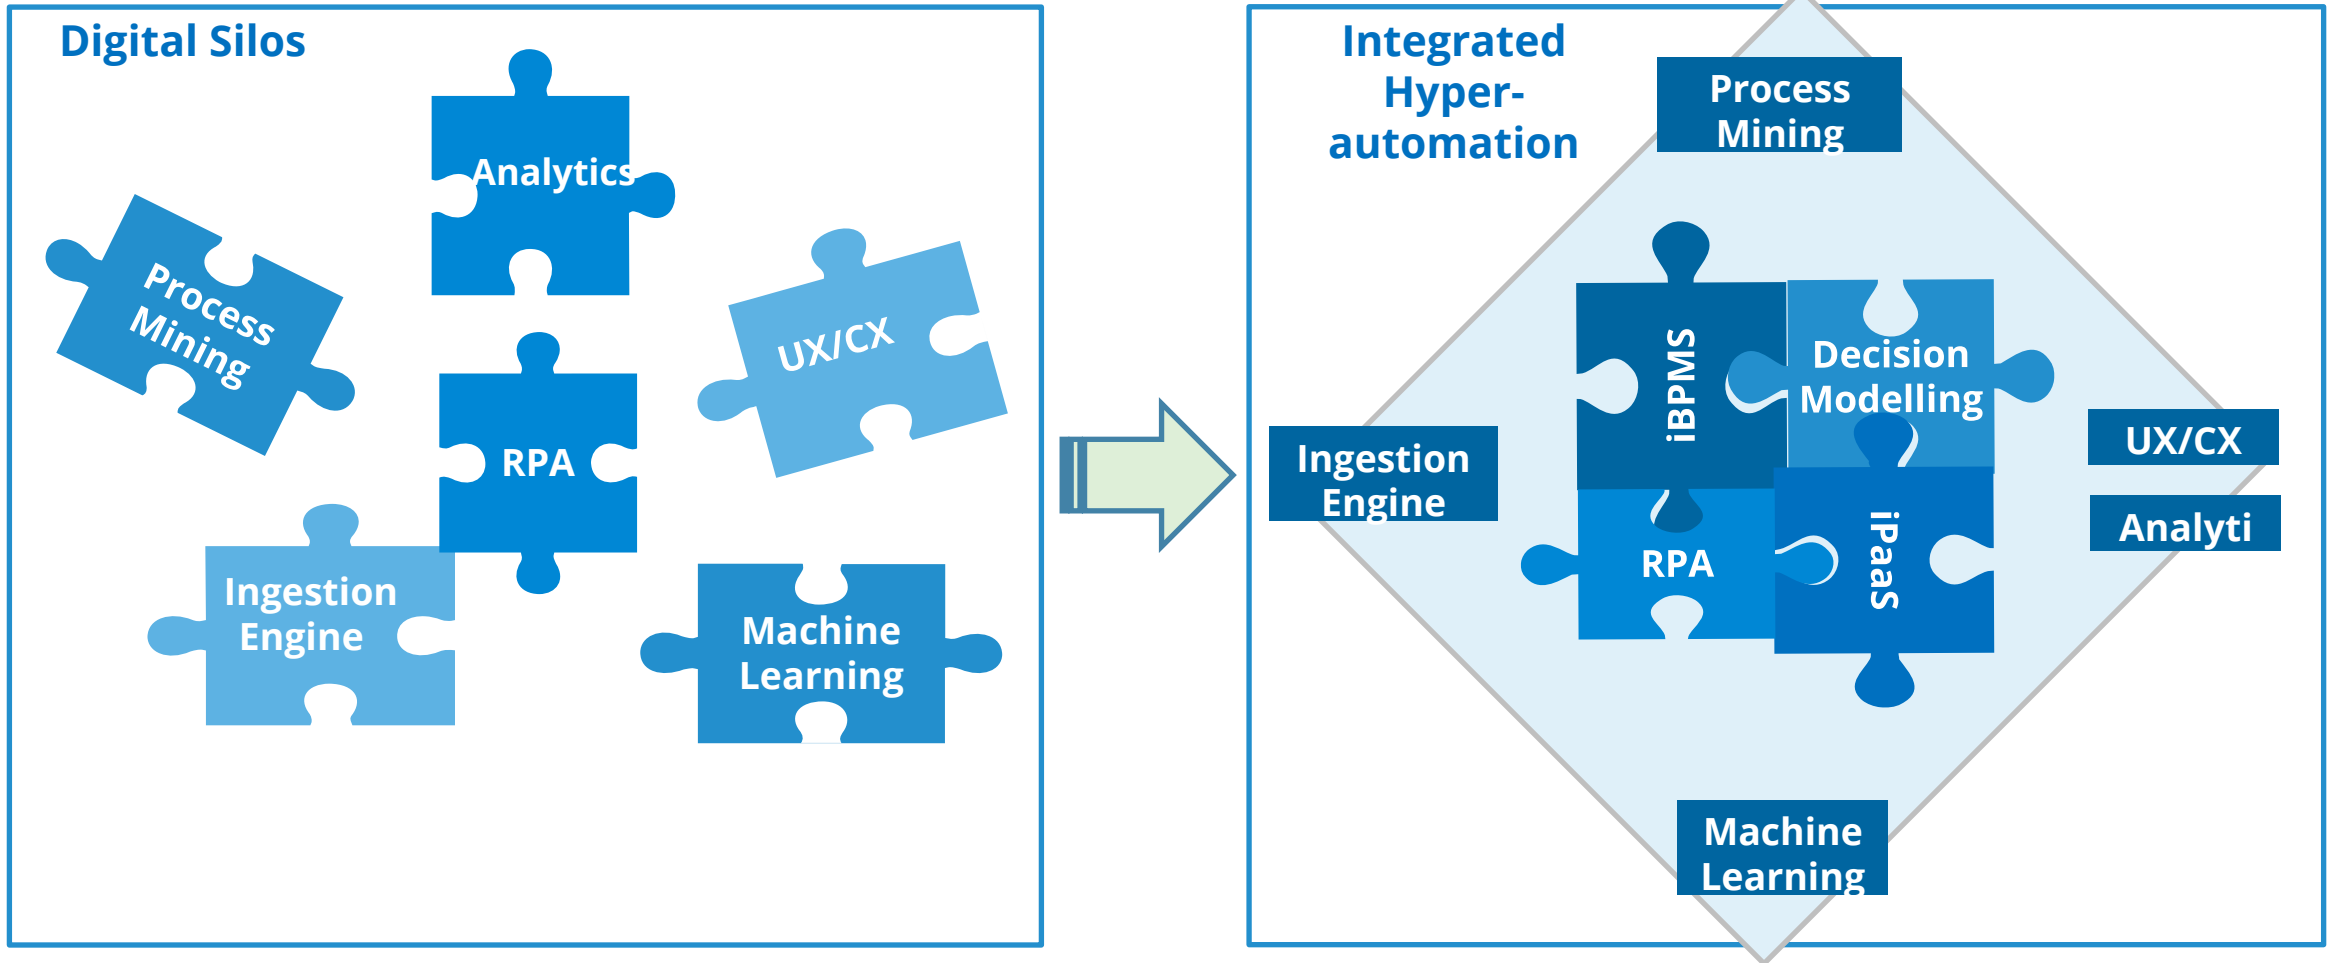 Digital Silos
Analytics
Process
Mining
UX/CX
RPA
Ingestion
Engine
Machine
Learning
Integrated
Hyper-
automation
Process
Mining
iBPMS
Decision
Modelling
Ingestion
Engine
UX/CX
Analyti
RPA
iPaaS
Machine
Learning